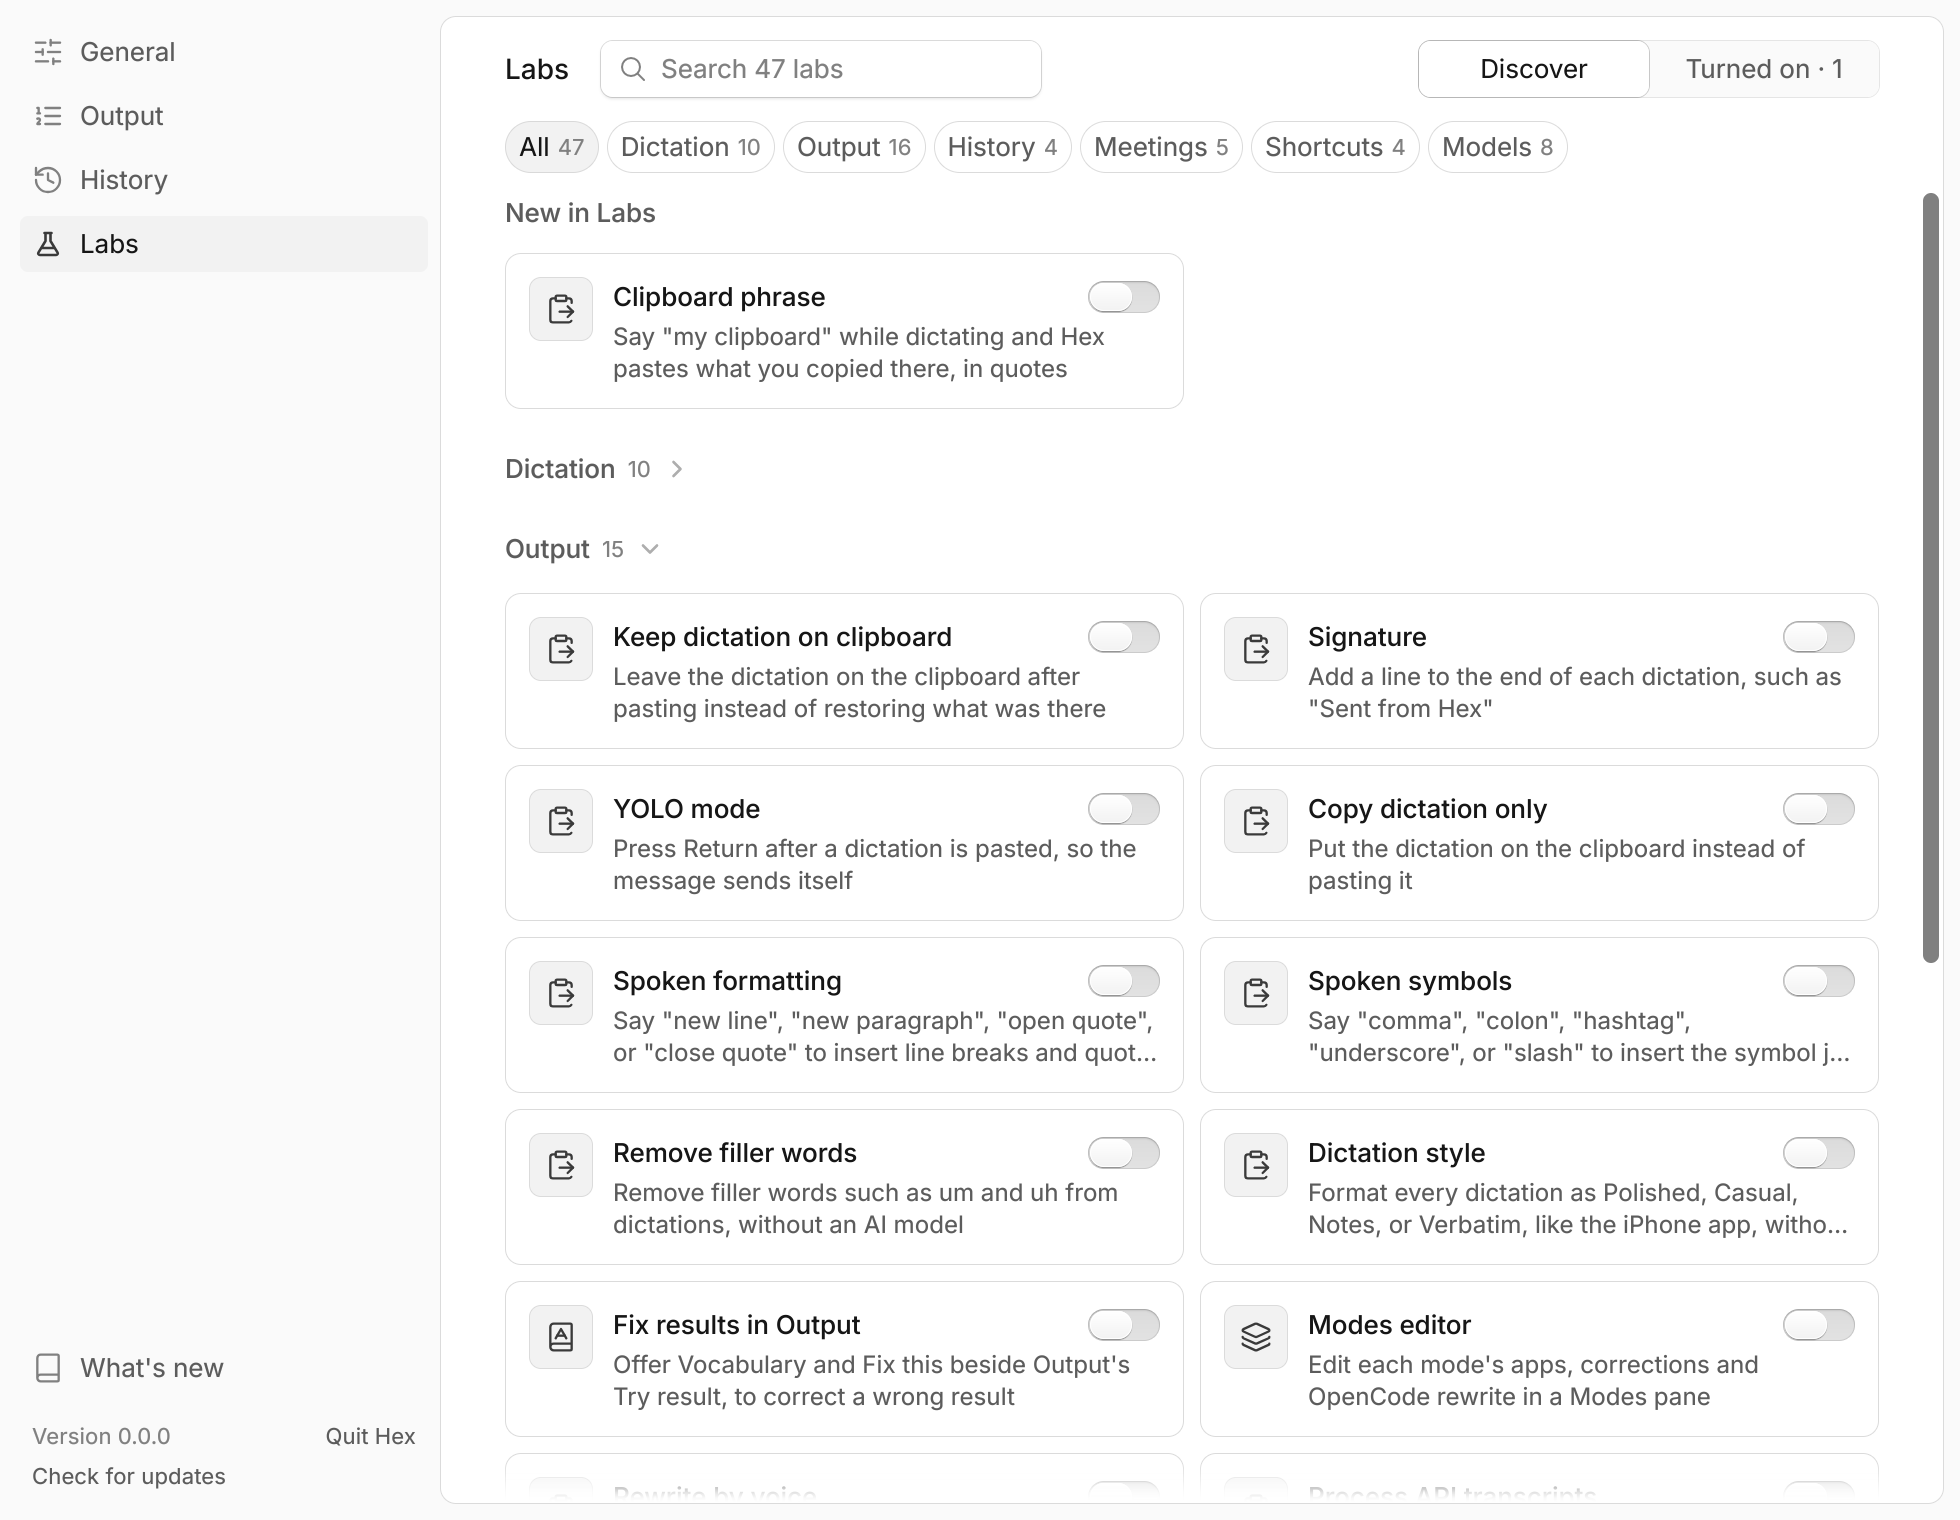 General
Output
History
Labs
What's new
Version 0.0.0
Quit Hex
Check for updates
Labs
Search 47 labs
Discover
Turned on · 1
All 47
Dictation 10
Output 16
History 4
Meetings 5
Shortcuts 4
Models 8
New in Labs
Clipboard phrase
Say "my clipboard" while dictating and Hex
pastes what you copied there, in quotes
Dictation 10
Output 15
Keep dictation on clipboard
Leave the dictation on the clipboard after
pasting instead of restoring what was there
Signature
Add a line to the end of each dictation, such as
"Sent from Hex"
YOLO mode
Press Return after a dictation is pasted, so the
message sends itself
Copy dictation only
Put the dictation on the clipboard instead of
pasting it
Spoken formatting
Say "new line", "new paragraph", "open quote",
or "close quote" to insert line breaks and quot...
Spoken symbols
Say "comma", "colon", "hashtag",
"underscore", or "slash" to insert the symbol j...
Remove filler words
Remove filler words such as um and uh from
dictations, without an AI model
Dictation style
Format every dictation as Polished, Casual,
Notes, or Verbatim, like the iPhone app, witho...
Fix results in Output
Offer Vocabulary and Fix this beside Output's
Try result, to correct a wrong result
Modes editor
Edit each mode's apps, corrections and
OpenCode rewrite in a Modes pane
Rewrite by voice
Process API transcripts